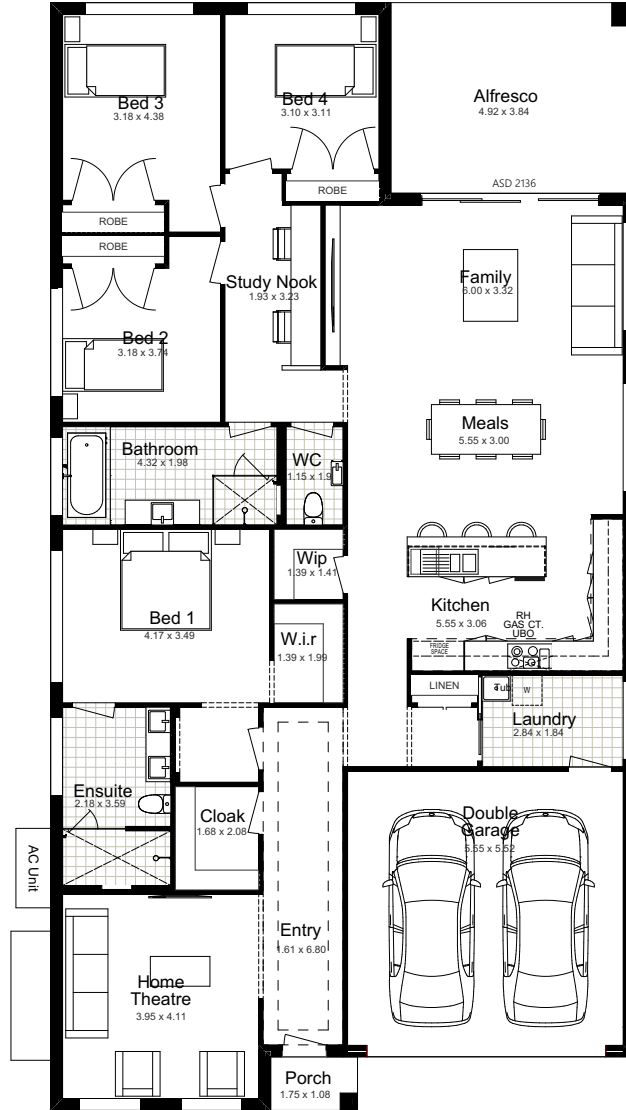 Bed 3
3.18 x 4.38
Bed 4
3.10 x 3.11
Alfresco
4.92 x 3.84
ASD 2136
ROBE
ROBE
ROBE
Study Nook
1.93 x 3.23
Family
6.00 x 3.32
Bed 2
3.18 x 3.74
Meals
5.55 x 3.00
Bathroom
4.32 x 1.98
WC
1.15 x 1.9
Wip
1.39 x 1.41
Kitchen
5.55 x 3.06
RH
GAS CT.
UBO
FRIDGE
SPACE
Bed 1
4.17 x 3.49
W.i.r
1.39 x 1.99
LINEN
Tub
W
Laundry
2.84 x 1.84
Ensuite
2.18 x 3.59
Cloak
1.68 x 2.08
Double
Garage
5.55 x 5.52
AC Unit
Entry
1.61 x 6.80
Home
Theatre
3.95 x 4.11
Porch
1.75 x 1.08